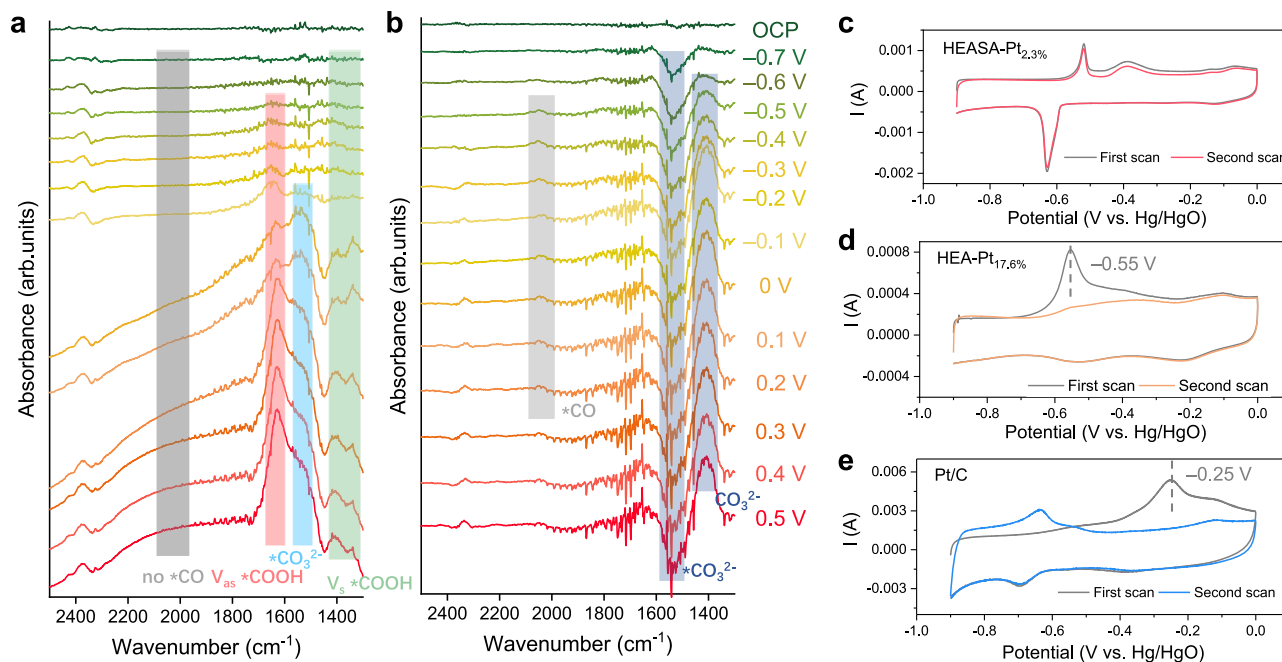 a
Absorbance (arb.units)
no *CO
Vas *COOH
*CO₃²⁻
Vs *COOH
2400 2200 2000 1800 1600 1400
Wavenumber (cm⁻¹)
b
Absorbance (arb.units)
OCP
−0.7 V
−0.6 V
−0.5 V
−0.4 V
−0.3 V
−0.2 V
−0.1 V
0 V
0.1 V
0.2 V
0.3 V
0.4 V
0.5 V
*CO
CO₃²⁻
*CO₃²⁻
2400 2200 2000 1800 1600 1400
Wavenumber (cm⁻¹)
c
HEASA-Pt₂.₃%
I (A)
0.001
0.000
-0.001
-0.002
First scan
Second scan
-1.0 -0.8 -0.6 -0.4 -0.2 0.0
Potential (V vs. Hg/HgO)
d
HEA-Pt₁₇.₆%
−0.55 V
I (A)
0.0008
0.0004
0.0000
-0.0004
First scan
Second scan
-1.0 -0.8 -0.6 -0.4 -0.2 0.0
Potential (V vs. Hg/HgO)
e
Pt/C
−0.25 V
I (A)
0.006
0.003
0.000
-0.003
First scan
Second scan
-1.0 -0.8 -0.6 -0.4 -0.2 0.0
Potential (V vs. Hg/HgO)